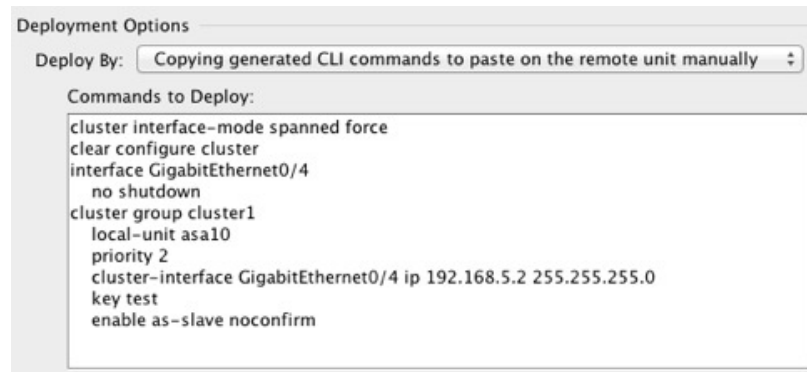 Deployment Options
Deploy By: Copying generated CLI commands to paste on the remote unit manually
Commands to Deploy:
cluster interface-mode spanned force
clear configure cluster
interface GigabitEthernet0/4
no shutdown
cluster group cluster1
local-unit asa10
priority 2
cluster-interface GigabitEthernet0/4 ip 192.168.5.2 255.255.255.0
key test
enable as-slave noconfirm